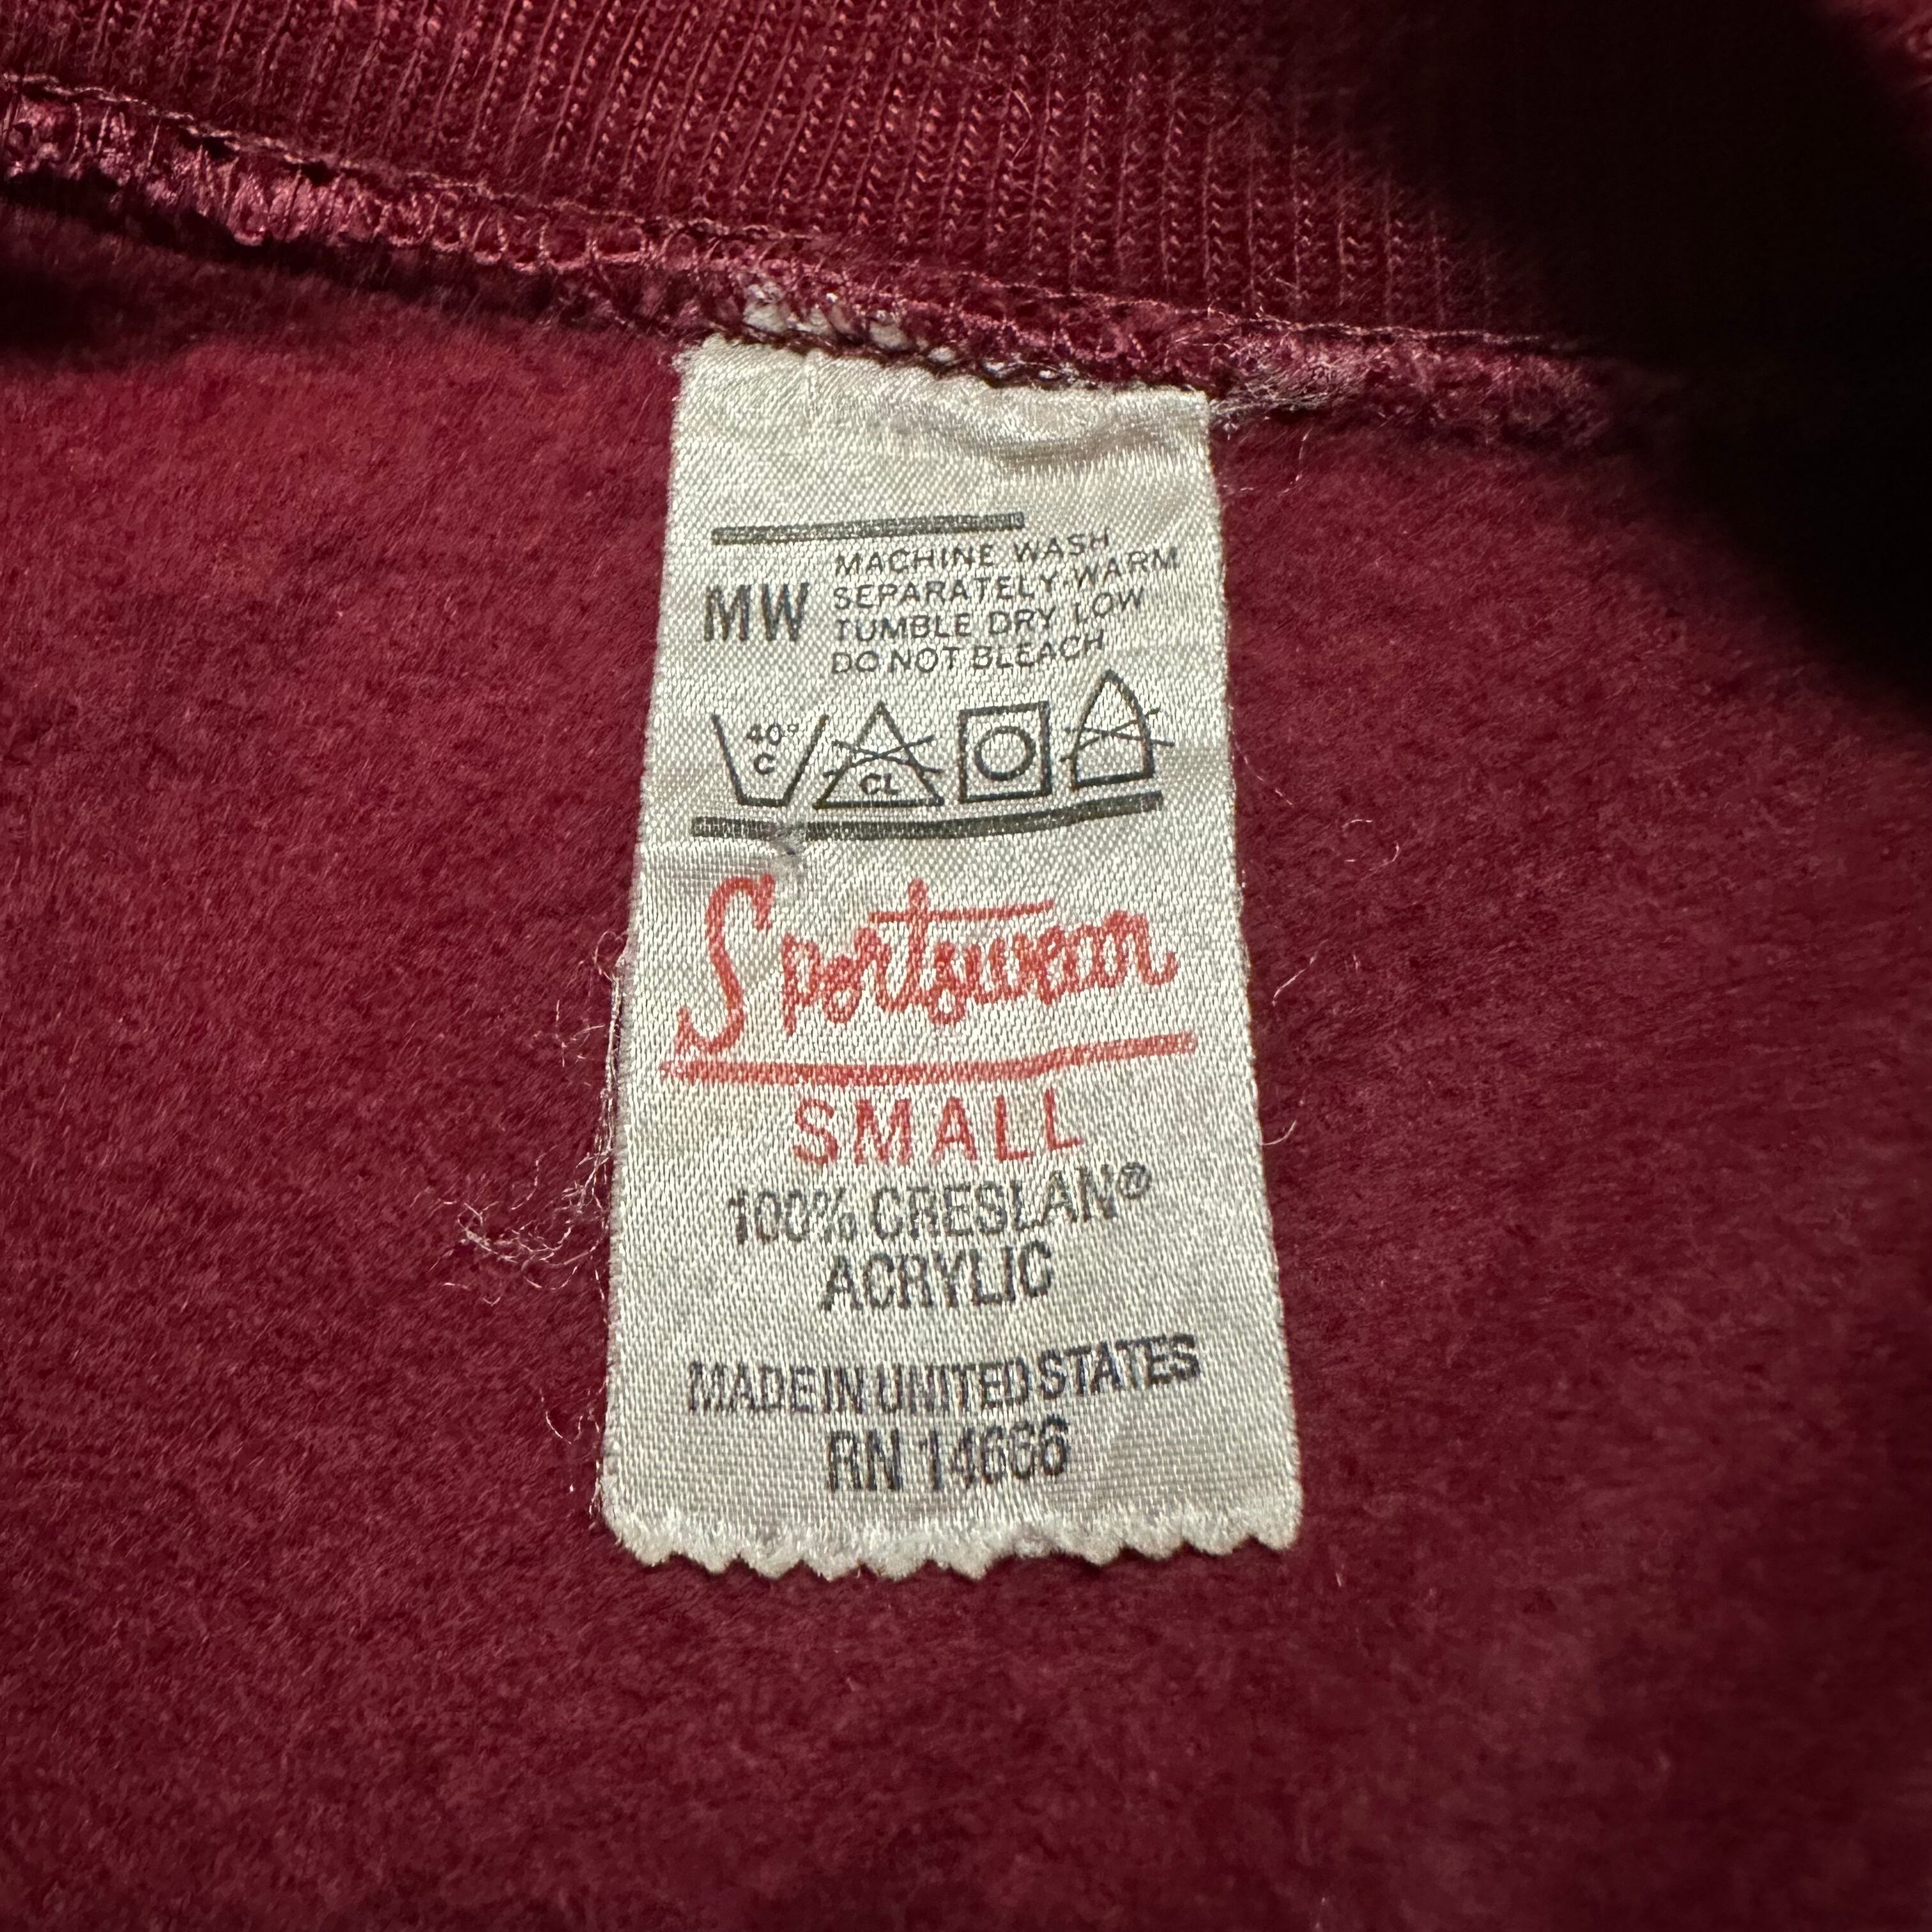 MACHINE WASH
MW SEPARATELY·WARM
TUMBLE DRY LOW
DO NOT BLEACH
40°
C
CL
Sportswear
SMALL
100% CRESLAN®
ACRYLIC
MADE IN UNITED STATES
RN 14666